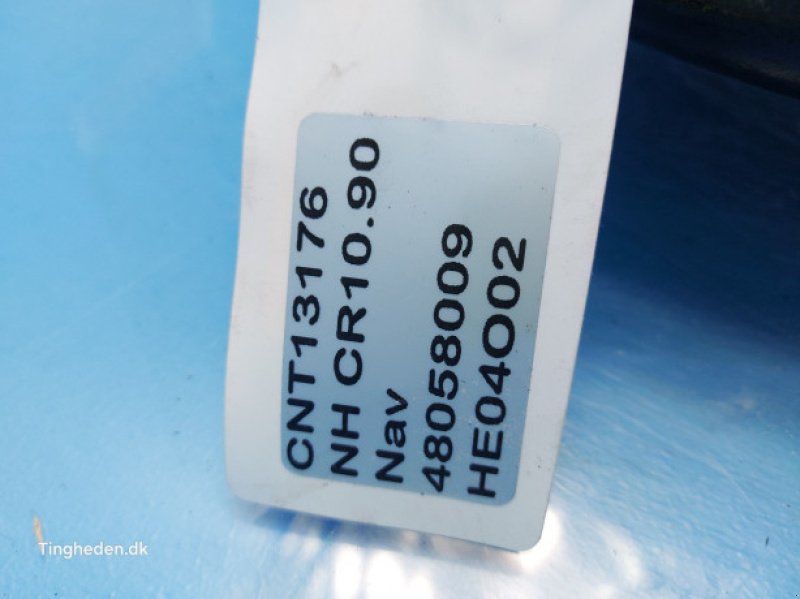 CNT13176
NH CR10.90
Nav
48058009
HE04O02
Tingheden.dk